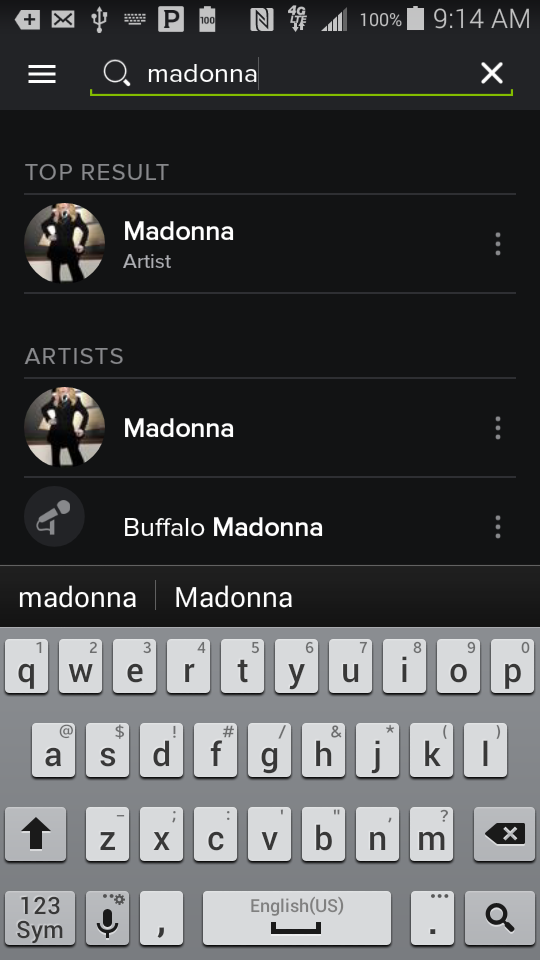 P 100 4G LTE 100% 9:14 AM
madonna
TOP RESULT
Madonna
Artist
ARTISTS
Madonna
Buffalo Madonna
madonna Madonna
1 2 3 4 5 6 7 8 9 0
q w e r t y u i o p
@ $ ! # / & * ( )
a s d f g h j k l
- ; : ' " , ?
z x c v b n m
123 Sym , English(US) .